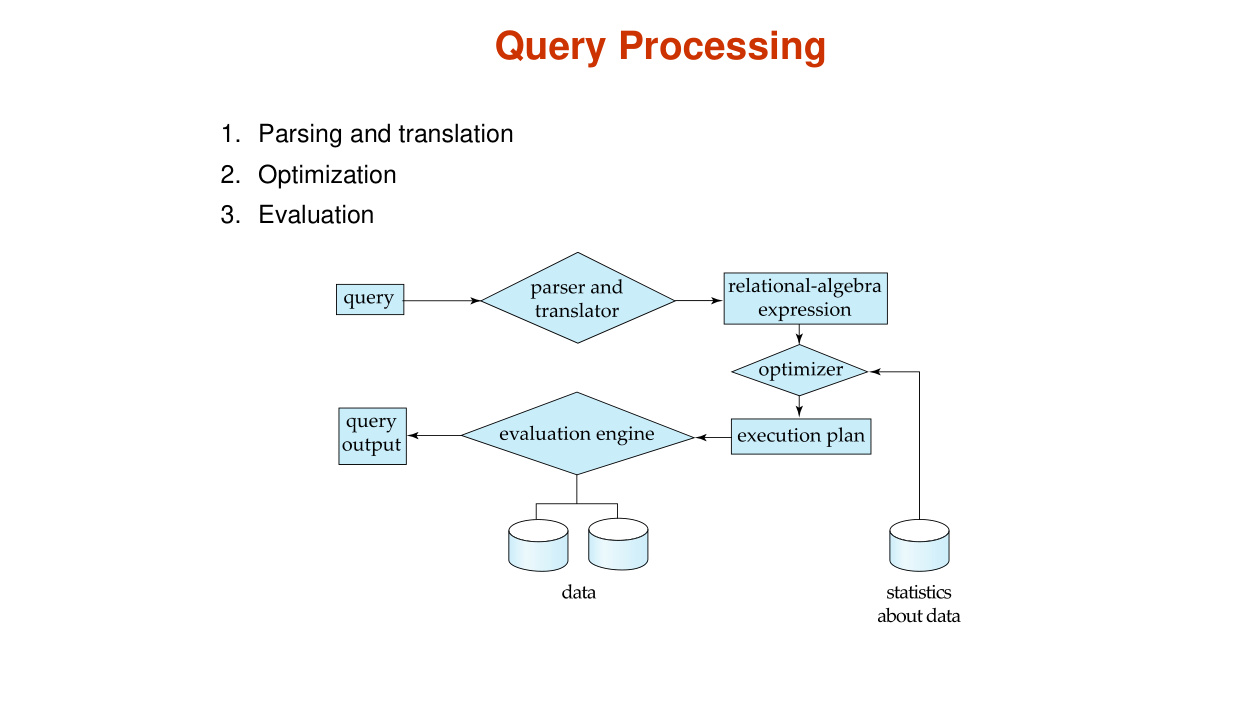 Query Processing
1. Parsing and translation
2. Optimization
3. Evaluation
query
parser and
translator
relational-algebra
expression
optimizer
query
output
evaluation engine
execution plan
data
statistics
about data